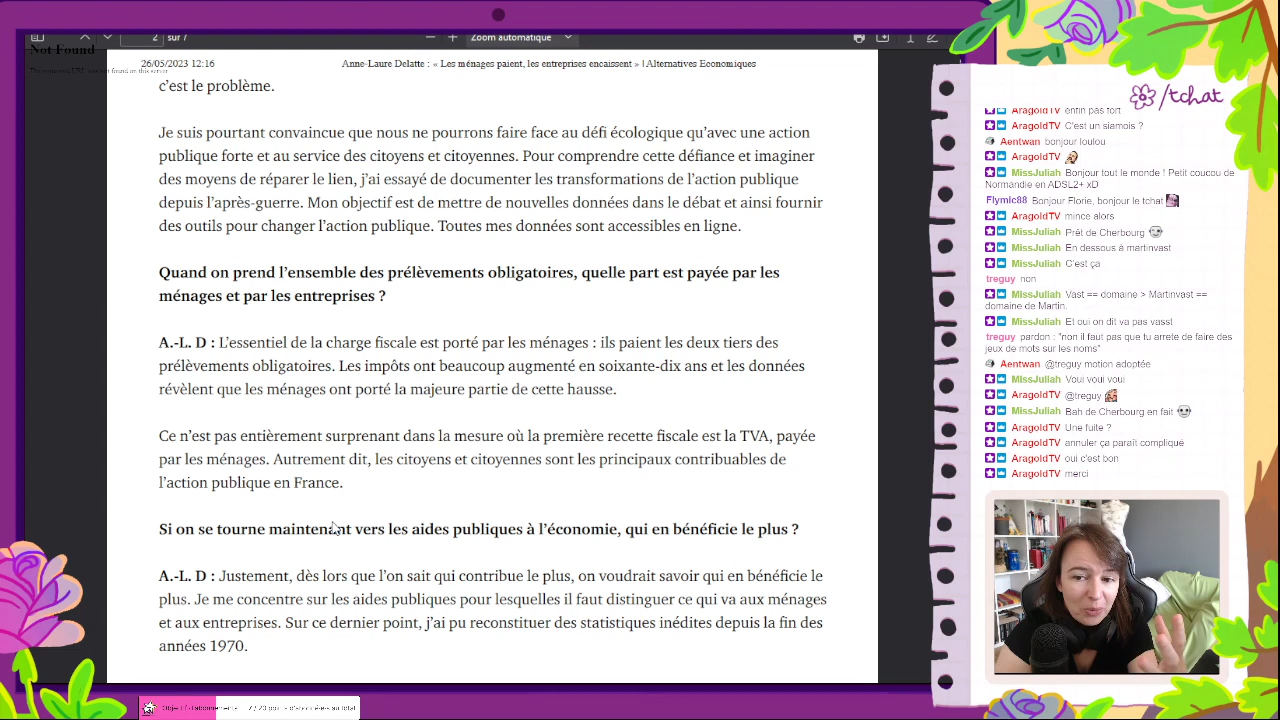 2 sur 7
Zoom automatique
Not Found
26/05/2023 12:16
Anne-Laure Delatte : « Les ménages paient, les entreprises encaissent » | Alternatives Economiques
c’est le problème.
Je suis pourtant convaincue que nous ne pourrons faire face au défi écologique qu’avec une action
publique forte et au service des citoyens et citoyennes. Pour comprendre cette défiance et imaginer
des moyens de réparer le lien, j’ai essayé de documenter les transformations de l’action publique
depuis l’après-guerre. Mon objectif est de mettre de nouvelles données dans le débat et ainsi fournir
des outils pour changer l’action publique. Toutes mes données sont accessibles en ligne.
Quand on prend l’ensemble des prélèvements obligatoires, quelle part est payée par les
ménages et par les entreprises ?
A.-L. D : L’essentiel de la charge fiscale est porté par les ménages : ils paient les deux tiers des
prélèvements obligatoires. Les impôts ont beaucoup augmenté en soixante-dix ans et les données
révèlent que les ménages ont porté la majeure partie de cette hausse.
Ce n’est pas entièrement surprenant dans la mesure où la première recette fiscale est la TVA, payée
par les ménages. Autrement dit, les citoyens et citoyennes sont les principaux contribuables de
l’action publique en France.
Si on se tourne maintenant vers les aides publiques à l’économie, qui en bénéficie le plus ?
A.-L. D : Justement, dès lors que l’on sait qui contribue le plus, on voudrait savoir qui en bénéficie le
plus. Je me concentre sur les aides publiques pour lesquelles il faut distinguer ce qui va aux ménages
et aux entreprises. Sur ce dernier point, j’ai pu reconstituer des statistiques inédites depuis la fin des
années 1970.
/tchat
AragoldTV enfin pas fort
AragoldTV C'est un siamois ?
Aentwan bonjour loulou
AragoldTV
MissJuliah Bonjour tout le monde ! Petit coucou de
Normandie en ADSL2+ xD
Flymic88 Bonjour Florie, bonjour le tchat
AragoldTV mince alors
MissJuliah Prêt de Cherbourg
MissJuliah En dessous à martinvast
MissJuliah C'est ça
treguy non
MissJuliah Vast == domaine > Martinvast ==
domaine de Martin.
MissJuliah Et oui on dit va pas vasst
treguy pardon : "non il faut pas que tu arrete de faire des
jeux de mots sur les noms"
Aentwan @treguy motion adoptée
MissJuliah Voui voui voui
AragoldTV @treguy
MissJuliah Bah de Cherbourg en fait
AragoldTV Une fuite ?
AragoldTV annuler ça paraît compliqué
AragoldTV oui c'est bon
AragoldTV merci